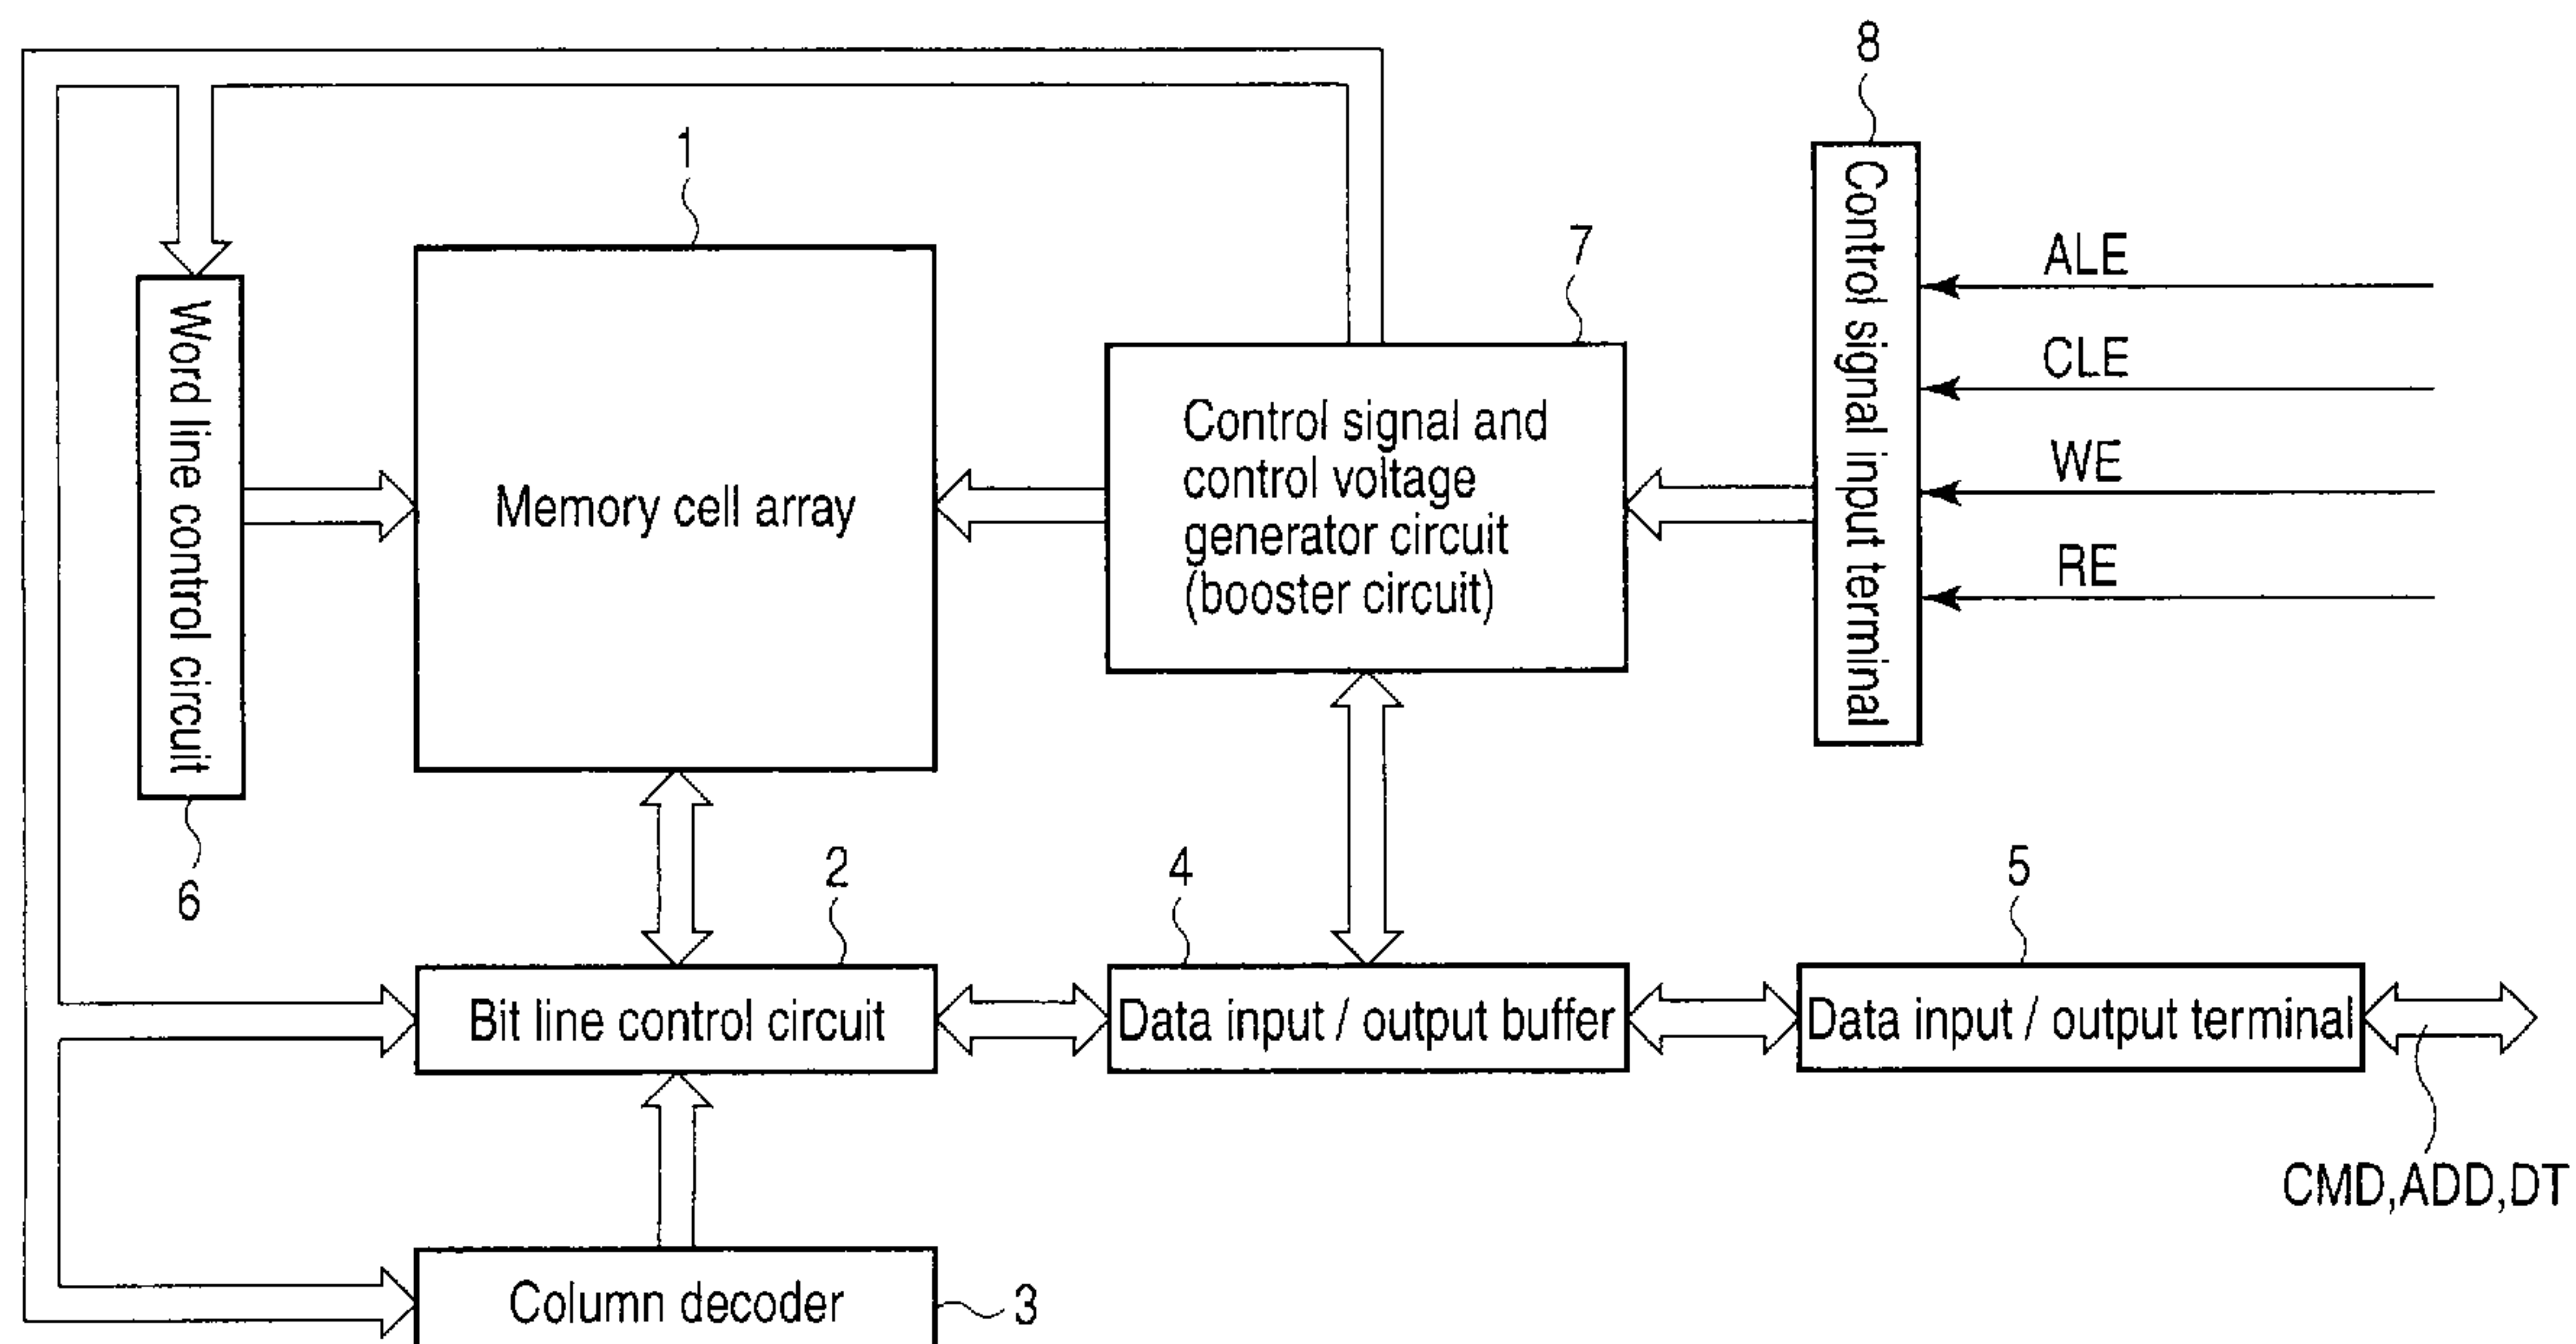 8
1
7
ALE
CLE
WE
RE
Control signal input terminal
Word line control circuit
Memory cell array
Control signal and
control voltage
generator circuit
(booster circuit)
6
2
4
5
Bit line control circuit
Data input / output buffer
Data input / output terminal
CMD,ADD,DT
Column decoder
3